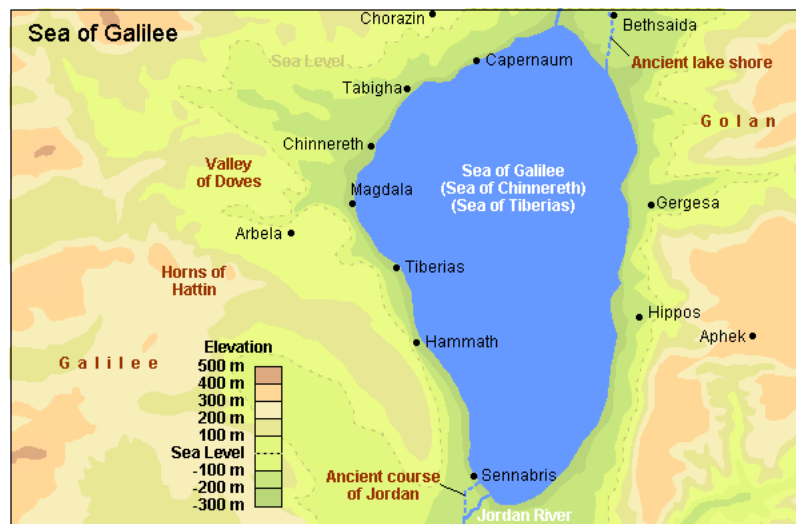 Sea of Galilee
Chorazin
Bethsaida
Sea Level
Capernaum
Ancient lake shore
Tabigha
Golan
Chinnereth
Valley
of Doves
Sea of Galilee
(Sea of Chinnereth)
(Sea of Tiberias)
Magdala
Gergesa
Arbela
Tiberias
Horns of
Hattin
Hippos
Aphek
Hammath
Galilee
Elevation
500 m
400 m
300 m
200 m
100 m
Sea Level
-100 m
-200 m
-300 m
Ancient course
of Jordan
Sennabris
Jordan River